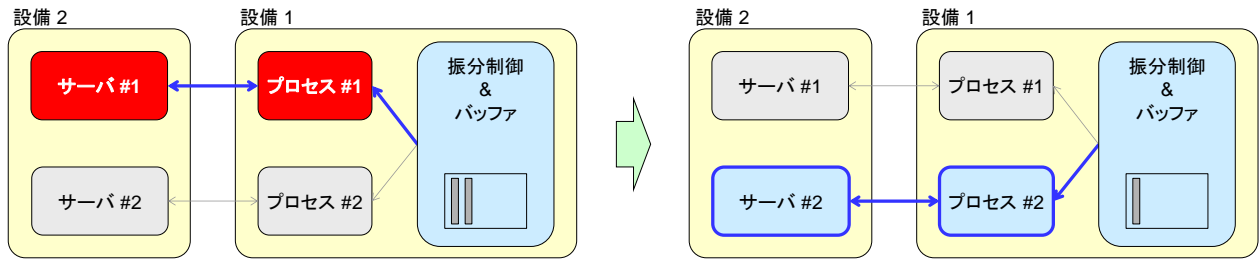 設備 2
設備 1
サーバ #1
プロセス #1
振分制御
&
バッファ
サーバ #2
プロセス #2
設備 2
設備 1
サーバ #1
プロセス #1
振分制御
&
バッファ
サーバ #2
プロセス #2